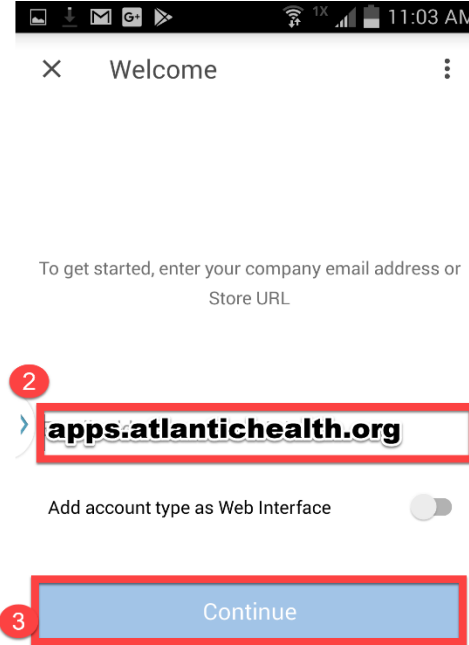 1X 11:03 AM
Welcome
To get started, enter your company email address or
Store URL
2
apps.atlantichealth.org
Add account type as Web Interface
3
Continue